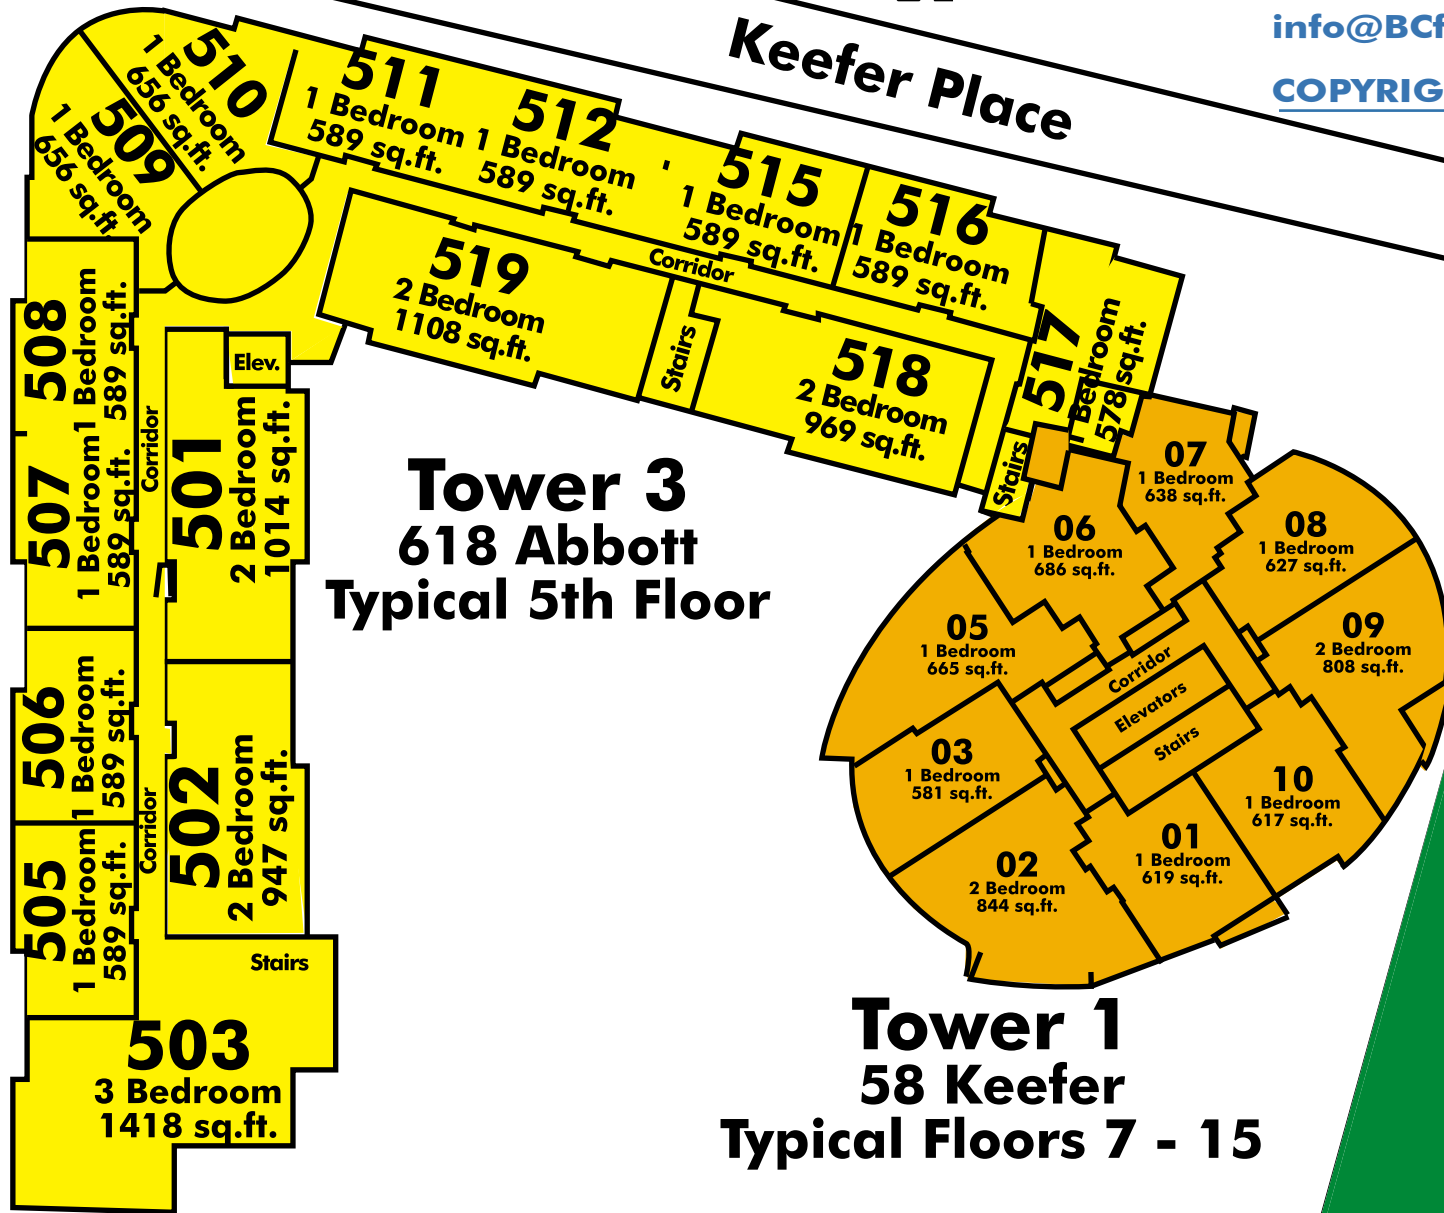 info@BCf
COPYRIG
Keefer Place
510
1 Bedroom
656 sq.ft.
509
1 Bedroom
656 sq.ft.
511
1 Bedroom
589 sq.ft.
512
1 Bedroom
589 sq.ft.
515
1 Bedroom
589 sq.ft.
516
1 Bedroom
589 sq.ft.
Corridor
519
2 Bedroom
1108 sq.ft.
Stairs
518
2 Bedroom
969 sq.ft.
517
1 Bedroom
578 sq.ft.
Stairs
508
1 Bedroom
589 sq.ft.
507
1 Bedroom
589 sq.ft.
Corridor
Elev.
501
2 Bedroom
1014 sq.ft.
506
1 Bedroom
589 sq.ft.
505
1 Bedroom
589 sq.ft.
Corridor
502
2 Bedroom
947 sq.ft.
Stairs
503
3 Bedroom
1418 sq.ft.
Tower 3
618 Abbott
Typical 5th Floor
07
1 Bedroom
638 sq.ft.
06
1 Bedroom
686 sq.ft.
08
1 Bedroom
627 sq.ft.
05
1 Bedroom
665 sq.ft.
09
2 Bedroom
808 sq.ft.
Corridor
Elevators
Stairs
03
1 Bedroom
581 sq.ft.
10
1 Bedroom
617 sq.ft.
02
2 Bedroom
844 sq.ft.
01
1 Bedroom
619 sq.ft.
Tower 1
58 Keefer
Typical Floors 7 - 15